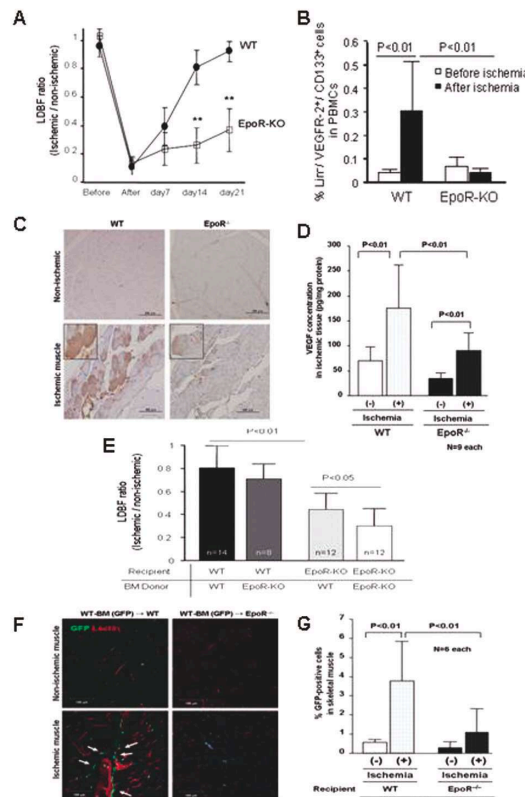 A
LDBF ratio
(Ischemic / non-ischemic)
1
0.8
0.6
0.4
0.2
0
WT
**
**
EpoR-KO
Before
After
day7
day14
day21
B
% Lin-/ VEGFR-2+/ CD133+ cells
in PBMCs
P<0.01
P<0.01
Before ischemia
After ischemia
0.6
0.5
0.4
0.3
0.2
0.1
0
WT
EpoR-KO
C
WT
EpoR-/-
Non-ischemic
Ischemic muscle
D
VEGF concentration
in ischemic tissue (pg/mg protein)
300
250
200
150
100
50
0
P<0.01
P<0.01
P<0.01
(-)
(+)
(-)
(+)
Ischemia
Ischemia
WT
EpoR-/-
N=9 each
E
LDBF ratio
(Ischemic / non-ischemic)
1
0.8
0.6
0.4
0.2
0
P<0.01
P<0.05
n=14
n=8
n=12
n=12
Recipient
WT
WT
EpoR-KO
EpoR-KO
BM Donor
WT
EpoR-KO
WT
EpoR-KO
F
WT-BM (GFP) → WT
WT-BM (GFP) → EpoR-/-
GFP
Non-ischemic muscle
Ischemic muscle
G
% GFP-positive cells
in skeletal muscle
6
5
4
3
2
1
0
P<0.01
P<0.01
N=6 each
(-)
(+)
(-)
(+)
Ischemia
Ischemia
Recipient
WT
EpoR-/-